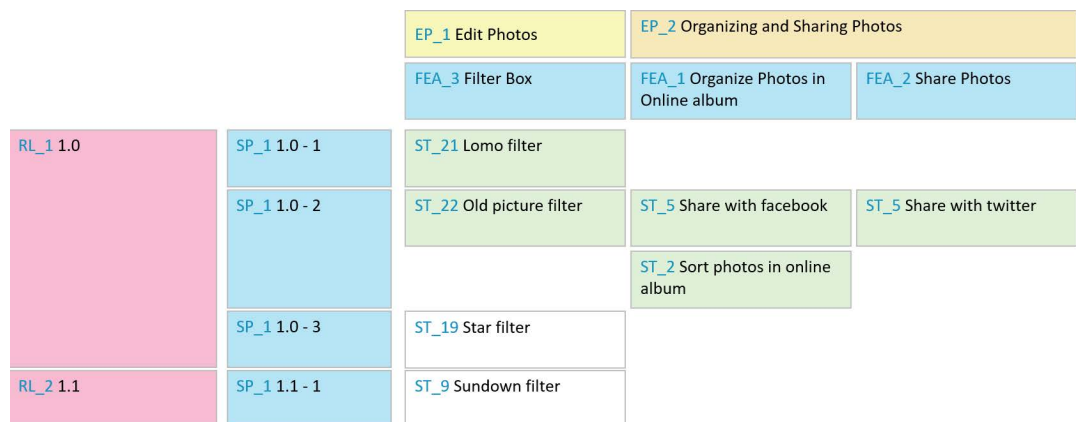 EP_1 Edit Photos
EP_2 Organizing and Sharing Photos
FEA_3 Filter Box
FEA_1 Organize Photos in
Online album
FEA_2 Share Photos
RL_1 1.0
SP_1 1.0 - 1
ST_21 Lomo filter
SP_1 1.0 - 2
ST_22 Old picture filter
ST_5 Share with facebook
ST_5 Share with twitter
ST_2 Sort photos in online
album
SP_1 1.0 - 3
ST_19 Star filter
RL_2 1.1
SP_1 1.1 - 1
ST_9 Sundown filter